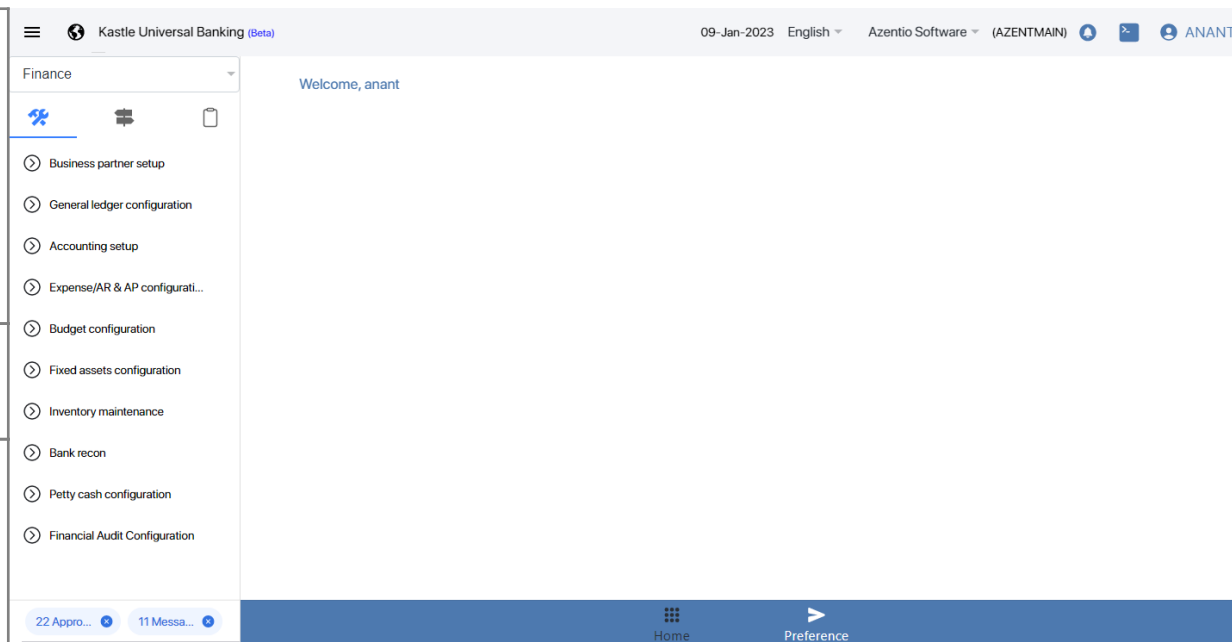 Kastle Universal Banking (Beta) 09-Jan-2023 English Azentio Software (AZENTMAIN) ANANT
Finance
Welcome, anant
Business partner setup
General ledger configuration
Accounting setup
Expense/AR & AP configurati...
Budget configuration
Fixed assets configuration
Inventory maintenance
Bank recon
Petty cash configuration
Financial Audit Configuration
22 Appro... 11 Messa...
Home Preference